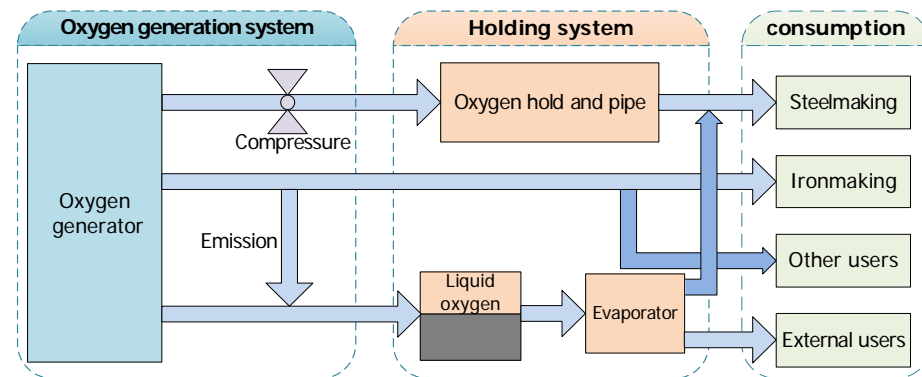 Oxygen generation system
Holding system
consumption
Oxygen hold and pipe
Steelmaking
Compressure
Oxygen
generator
Ironmaking
Emission
Other users
Liquid
oxygen
Evaporator
External users